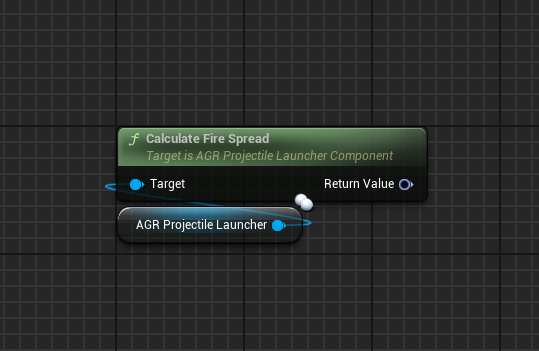 Calculate Fire Spread
Target is AGR Projectile Launcher Component
Target
Return Value
AGR Projectile Launcher